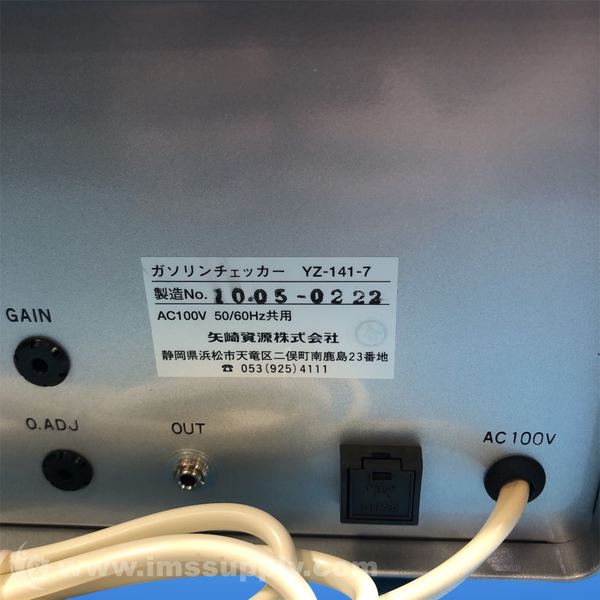 ガソリンチェッカー YZ-141-7
製造No. 10.05-0222
AC100V 50/60Hz共用
矢崎資源株式会社
静岡県浜松市天竜区二俣町南鹿島23番地
☎ 053(925)4111
GAIN
O.ADJ
OUT
AC100V
www.imssupply.com